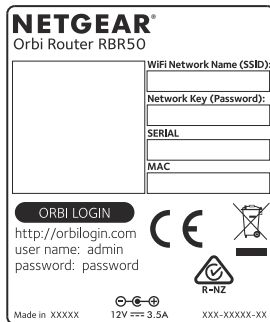 NETGEAR®
Orbi Router RBR50
WiFi Network Name (SSID):
Network Key (Password):
SERIAL
MAC
ORBI LOGIN
http://orbilogin.com
user name: admin
password: password
CE
R-NZ
Made in XXXXX
12V ⎓ 3.5A
XXX-XXXXX-XX